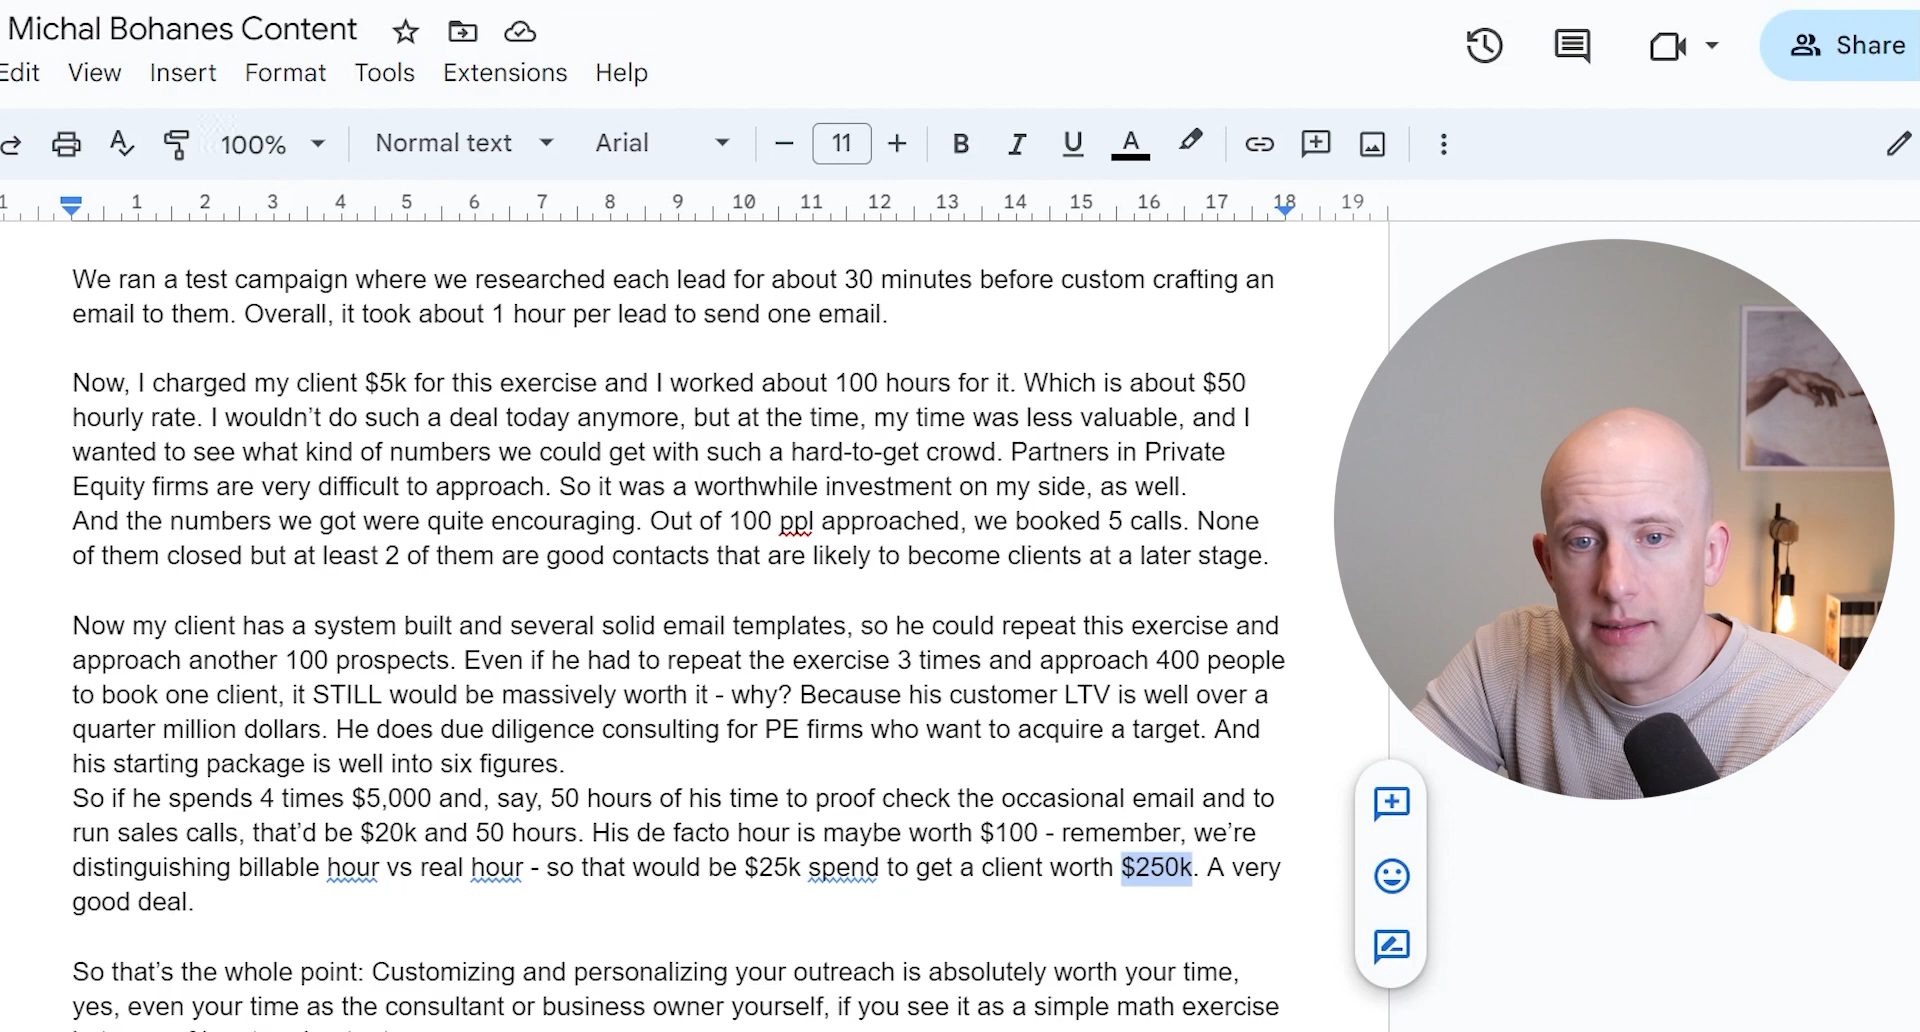 Michal Bohanes Content
Edit View Insert Format Tools Extensions Help
Share
100% Normal text Arial 11 B I U A
1 1 2 3 4 5 6 7 8 9 10 11 12 13 14 15 16 17 18 19
We ran a test campaign where we researched each lead for about 30 minutes before custom crafting an
email to them. Overall, it took about 1 hour per lead to send one email.
Now, I charged my client $5k for this exercise and I worked about 100 hours for it. Which is about $50
hourly rate. I wouldn’t do such a deal today anymore, but at the time, my time was less valuable, and I
wanted to see what kind of numbers we could get with such a hard-to-get crowd. Partners in Private
Equity firms are very difficult to approach. So it was a worthwhile investment on my side, as well.
And the numbers we got were quite encouraging. Out of 100 ppl approached, we booked 5 calls. None
of them closed but at least 2 of them are good contacts that are likely to become clients at a later stage.
Now my client has a system built and several solid email templates, so he could repeat this exercise and
approach another 100 prospects. Even if he had to repeat the exercise 3 times and approach 400 people
to book one client, it STILL would be massively worth it - why? Because his customer LTV is well over a
quarter million dollars. He does due diligence consulting for PE firms who want to acquire a target. And
his starting package is well into six figures.
So if he spends 4 times $5,000 and, say, 50 hours of his time to proof check the occasional email and to
run sales calls, that’d be $20k and 50 hours. His de facto hour is maybe worth $100 - remember, we’re
distinguishing billable hour vs real hour - so that would be $25k spend to get a client worth $250k. A very
good deal.
So that’s the whole point: Customizing and personalizing your outreach is absolutely worth your time,
yes, even your time as the consultant or business owner yourself, if you see it as a simple math exercise